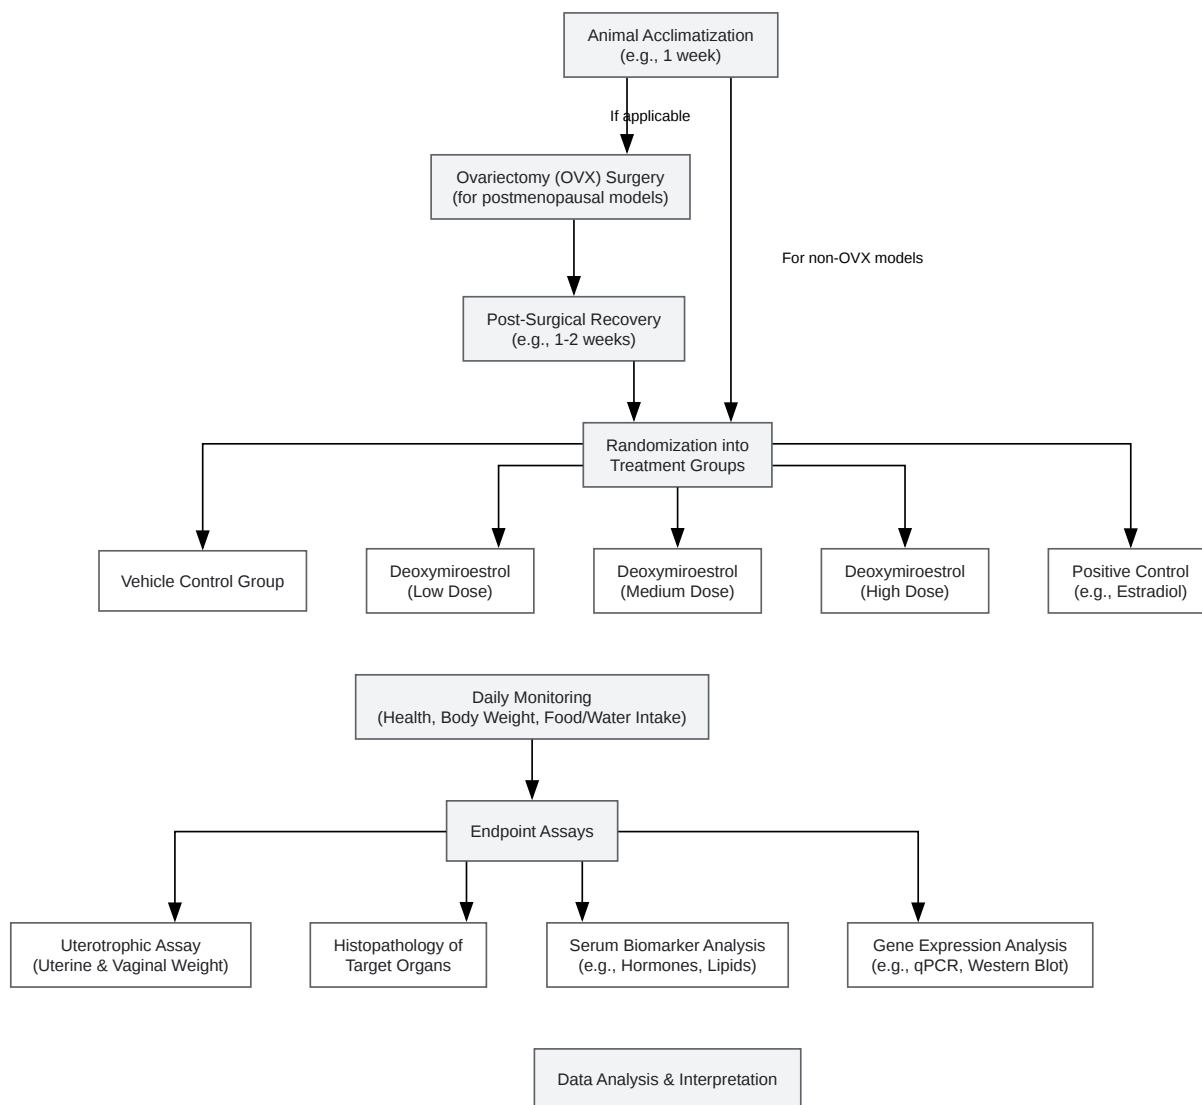 Animal Acclimatization
(e.g., 1 week)
If applicable
Ovariectomy (OVX) Surgery
(for postmenopausal models)
For non-OVX models
Post-Surgical Recovery
(e.g., 1-2 weeks)
Randomization into
Treatment Groups
Vehicle Control Group
Deoxymiroestrol
(Low Dose)
Deoxymiroestrol
(Medium Dose)
Deoxymiroestrol
(High Dose)
Positive Control
(e.g., Estradiol)
Daily Monitoring
(Health, Body Weight, Food/Water Intake)
Endpoint Assays
Uterotrophic Assay
(Uterine & Vaginal Weight)
Histopathology of
Target Organs
Serum Biomarker Analysis
(e.g., Hormones, Lipids)
Gene Expression Analysis
(e.g., qPCR, Western Blot)
Data Analysis & Interpretation